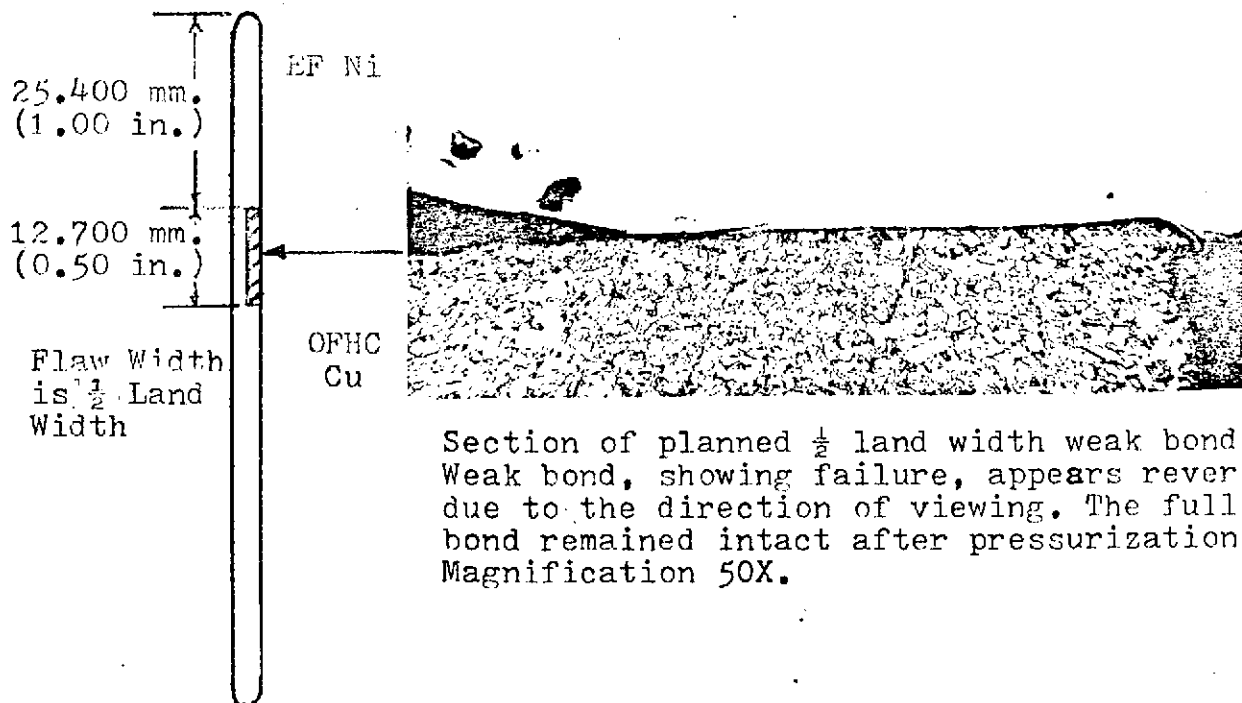 EF Ni
25.400 mm.
(1.00 in.)
12.700 mm.
(0.50 in.)
Flaw Width
is ½ Land
Width
OFHC
Cu
Section of planned ½ land width weak bond
Weak bond, showing failure, appears rever
due to the direction of viewing. The full
bond remained intact after pressurization
Magnification 50X.